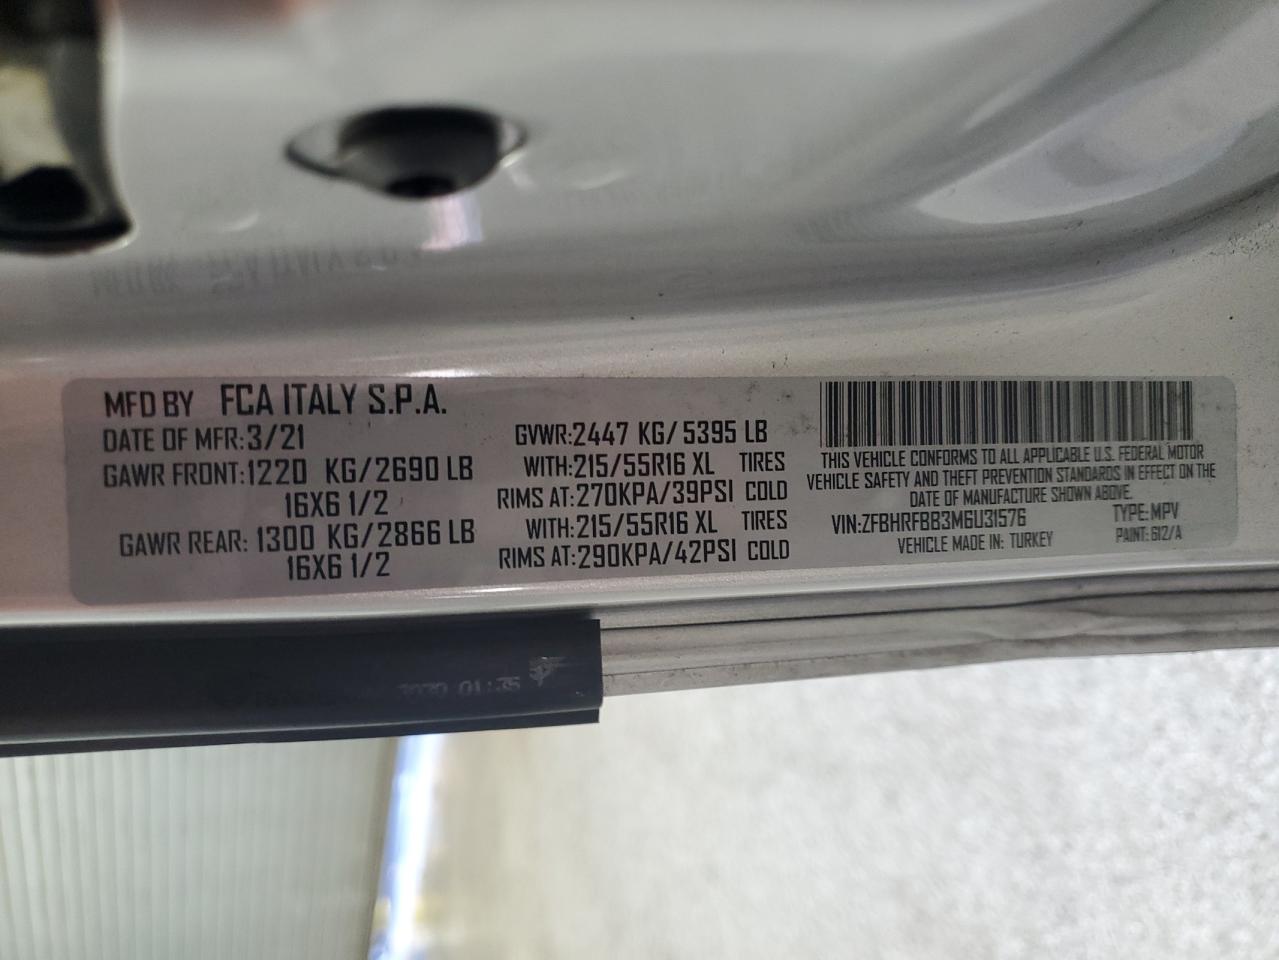 MFD BY FCA ITALY S.P.A.
DATE OF MFR:3/21 GVWR:2447 KG/5395 LB
GAWR FRONT:1220 KG/2690 LB WITH:215/55R16 XL TIRES
16X6 1/2 RIMS AT:270KPA/39PSI COLD
GAWR REAR: 1300 KG/2866 LB WITH:215/55R16 XL TIRES
16X6 1/2 RIMS AT:290KPA/42PSI COLD
THIS VEHICLE CONFORMS TO ALL APPLICABLE U.S. FEDERAL MOTOR
VEHICLE SAFETY AND THEFT PREVENTION STANDARDS IN EFFECT ON THE
DATE OF MANUFACTURE SHOWN ABOVE.
VIN:ZFBHRFBB3M6U31576 TYPE:MPV
VEHICLE MADE IN: TURKEY PAINT: 612/A
01:35